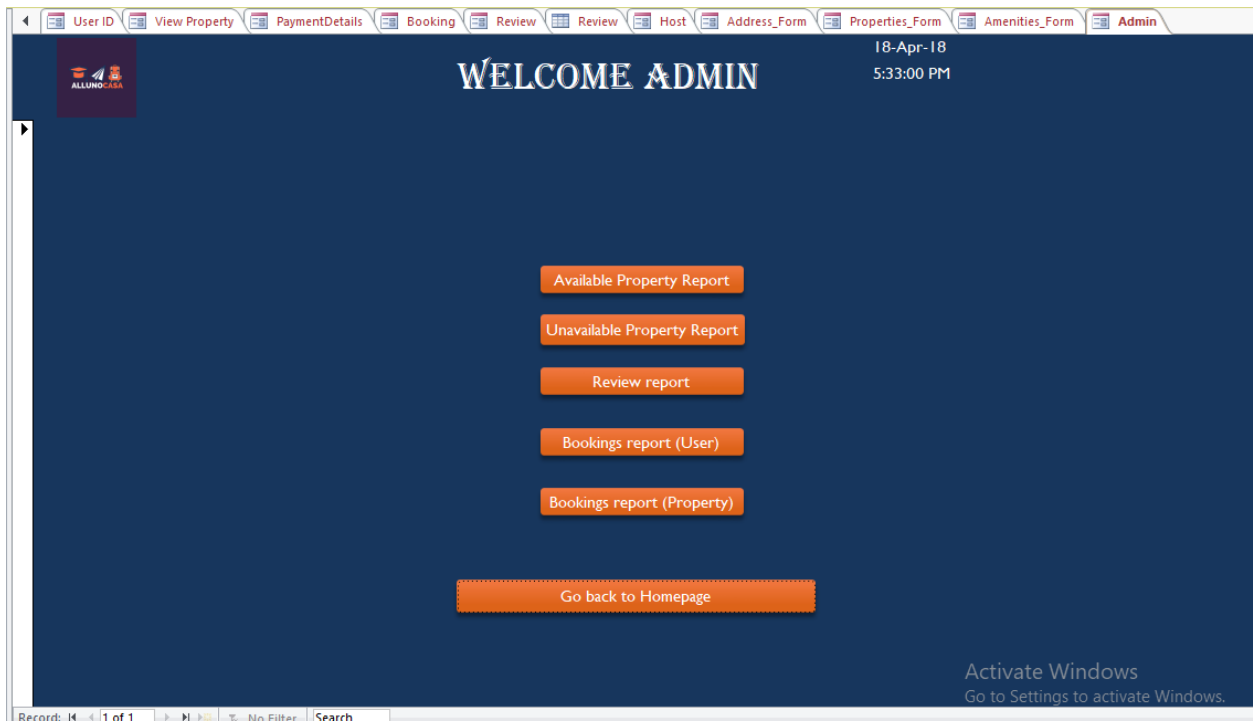 User ID View Property PaymentDetails Booking Review Review Host Address_Form Properties_Form Amenities_Form Admin
18-Apr-18
WELCOME ADMIN
5:33:00 PM
ALLUNOCASA
Available Property Report
Unavailable Property Report
Review report
Bookings report (User)
Bookings report (Property)
Go back to Homepage
Activate Windows
Go to Settings to activate Windows.
Record: 1 of 1 No Filter Search